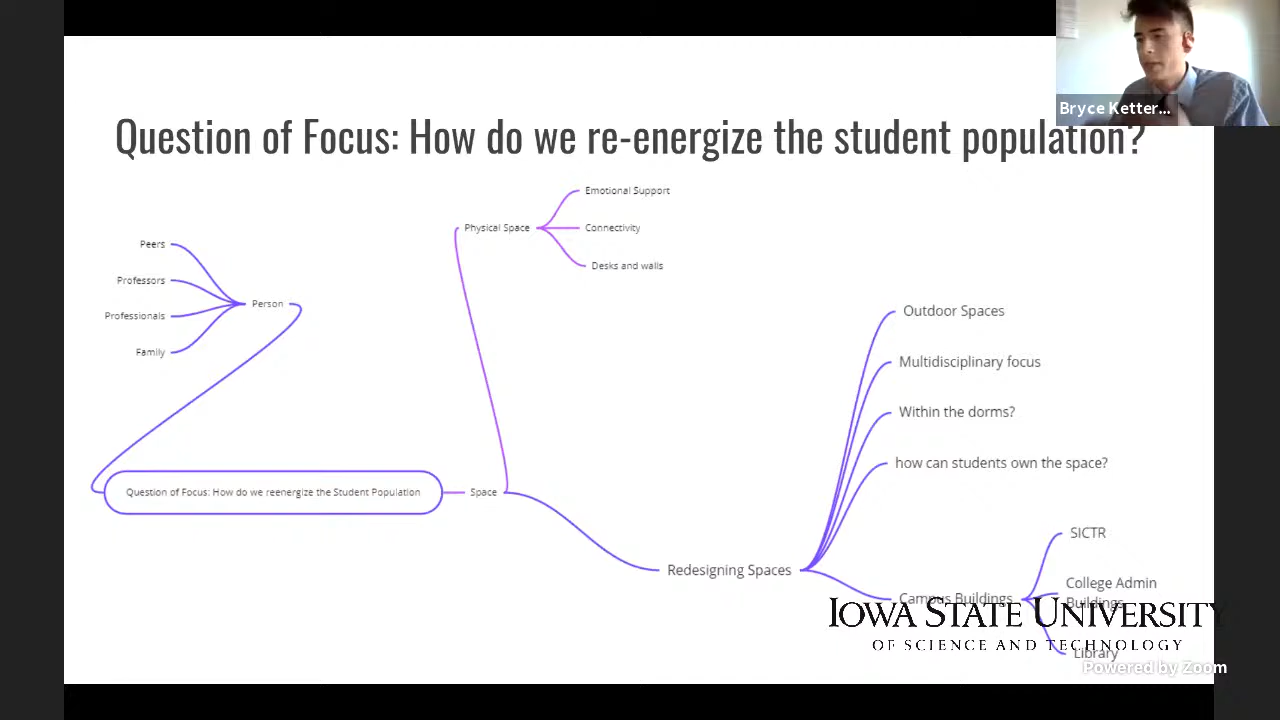 Bryce Ketter...
Question of Focus: How do we re-energize the student population?
Emotional Support
Physical Space
Connectivity
Desks and walls
Peers
Professors
Person
Professionals
Family
Outdoor Spaces
Multidisciplinary focus
Within the dorms?
how can students own the space?
Question of Focus: How do we reenergize the Student Population
Space
Redesigning Spaces
SICTR
Campus Buildings
College Admin
Buildings
Library
IOWA STATE UNIVERSITY
OF SCIENCE AND TECHNOLOGY
Powered by Zoom